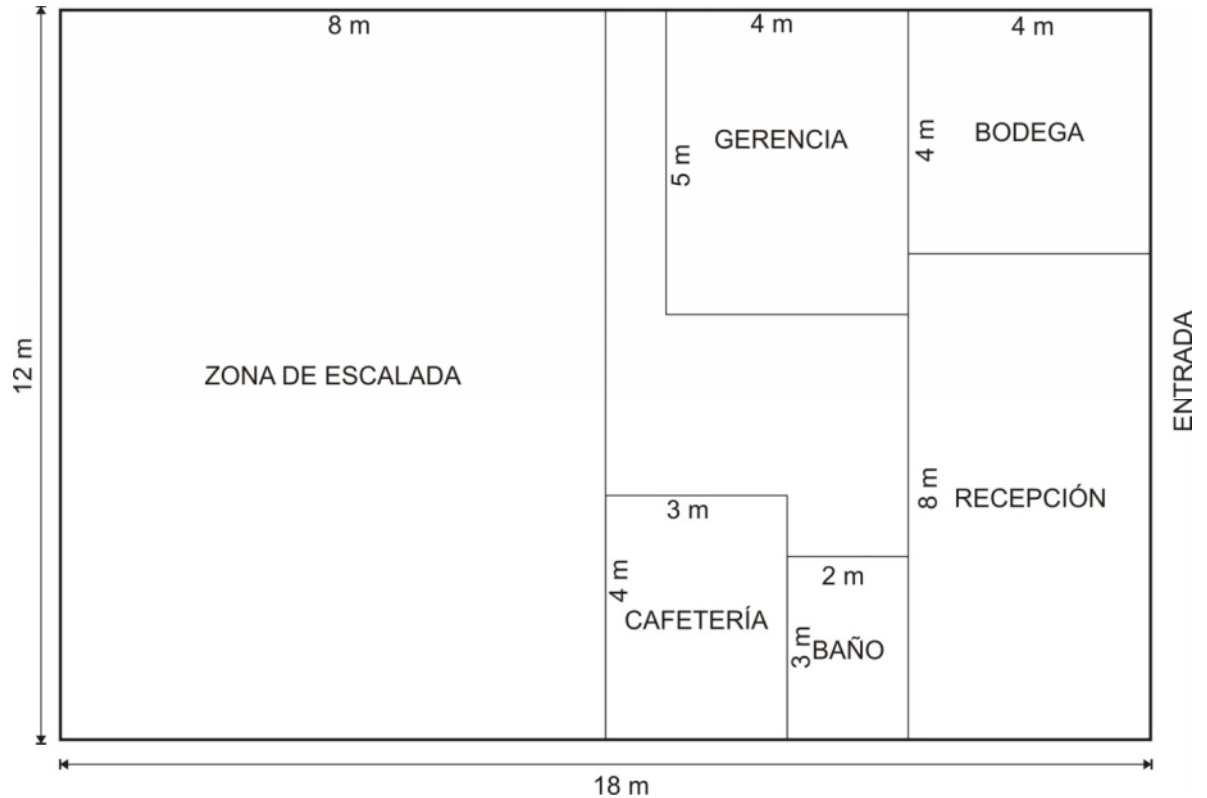 8 m
4 m
4 m
GERENCIA
BODEGA
4 m
5 m
12 m
ZONA DE ESCALADA
ENTRADA
3 m
8 m
RECEPCIÓN
4 m
2 m
CAFETERÍA
3 m
BAÑO
18 m